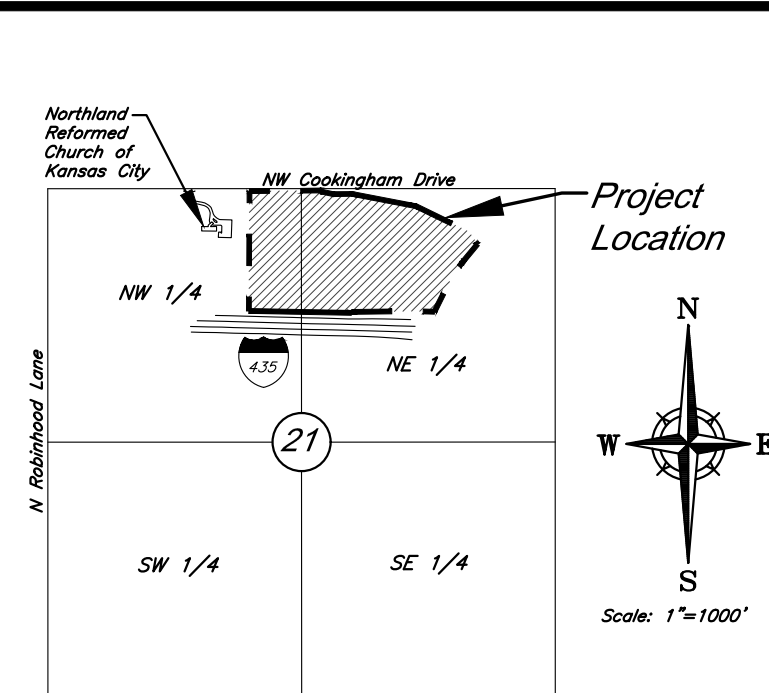 Northland
Reformed
Church of
Kansas City
NW Cookingham Drive
Project
Location
NW 1/4
435
NE 1/4
N Robinhood Lane
21
SW 1/4
SE 1/4
N
W
E
S
Scale: 1"=1000'